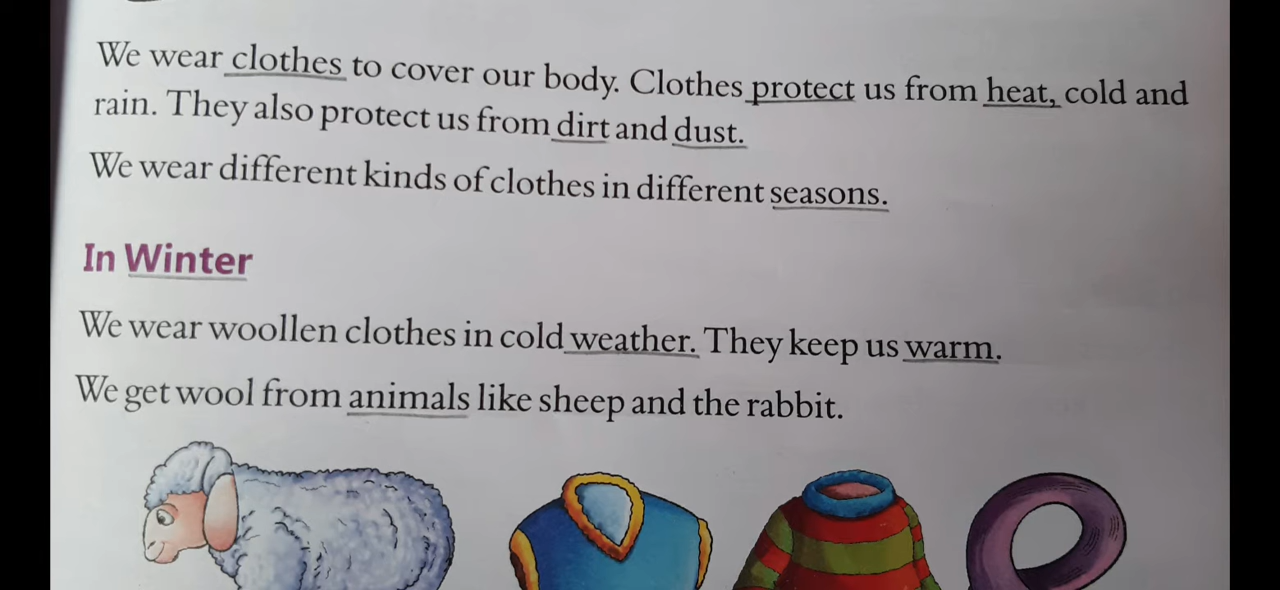 We wear clothes to cover our body. Clothes protect us from heat, cold and
rain. They also protect us from dirt and dust.
We wear different kinds of clothes in different seasons.
In Winter
We wear woollen clothes in cold weather. They keep us warm.
We get wool from animals like sheep and the rabbit.